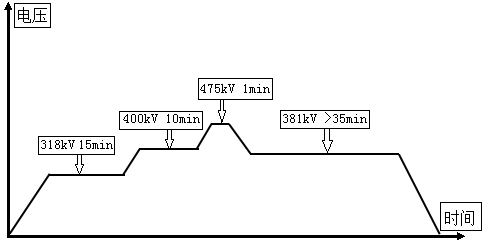 电压
475kV 1min
400kV 10min
381kV >35min
318kV 15min
时间